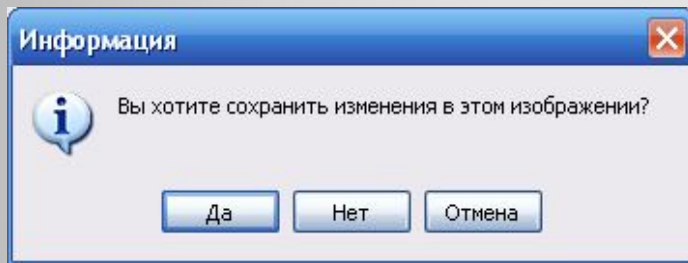 Информация
Вы хотите сохранить изменения в этом изображении?
Да Нет Отмена